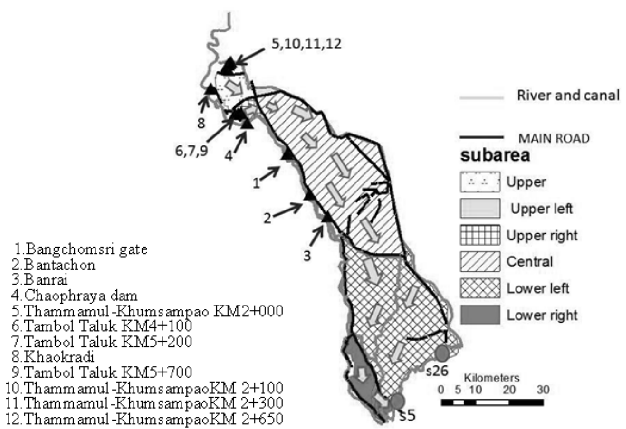 5,10,11,12
8
6,7,9
4
1
2
3
River and canal
MAIN ROAD
subarea
Upper
Upper left
Upper right
Central
Lower left
Lower right
1.Bangchomsri gate
2.Bantachon
3.Banrai
4.Chaophraya dam
5.Thammamul-Khumsampao KM2+000
6.Tambol Taluk KM4+100
7.Tambol Taluk KM5+200
8.Khaokradi
9.Tambol Taluk KM5+700
10.Thammamul-KhumsampaoKM 2+100
11.Thammamul-KhumsampaoKM 2+300
12.Thammamul-KhumsampaoKM 2+650
s26
s5
Kilometers
0 5 10 20 30